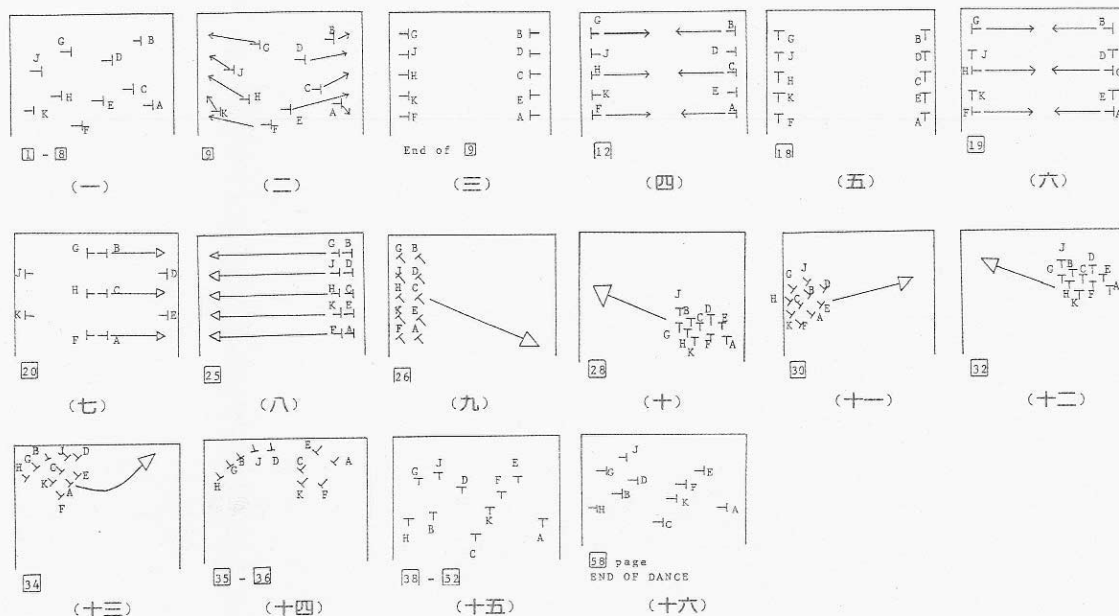 G B
J D
H C
K E A
F
1 - 8
(一)
B
G D
J C
H
K E A
F
9
(二)
G B
J D
H C
K E
F A
End of 9
(三)
G B
J D
H C
K E
F A
12
(四)
G B
J D
H C
K E
F A
18
(五)
G B
J D
H C
K E
F A
19
(六)
G B
J D
H C
K E
F A
20
(七)
G B
J D
H C
K E
F A
25
(八)
G B
J D
H C
K E
F A
26
(九)
J
B C D E
G
H K F A
28
(十)
G J
H C B D
E
K F A
30
(十一)
J
G B C D E
H K F A
32
(十二)
G B J D
H C E
K A
F
34
(十三)
B J D E
G C A
H K F
35 - 36
(十四)
G J D F E
H B K A
C
38 - 52
(十五)
J
G D E
F
H B K A
C
58 page
END OF DANCE
(十六)